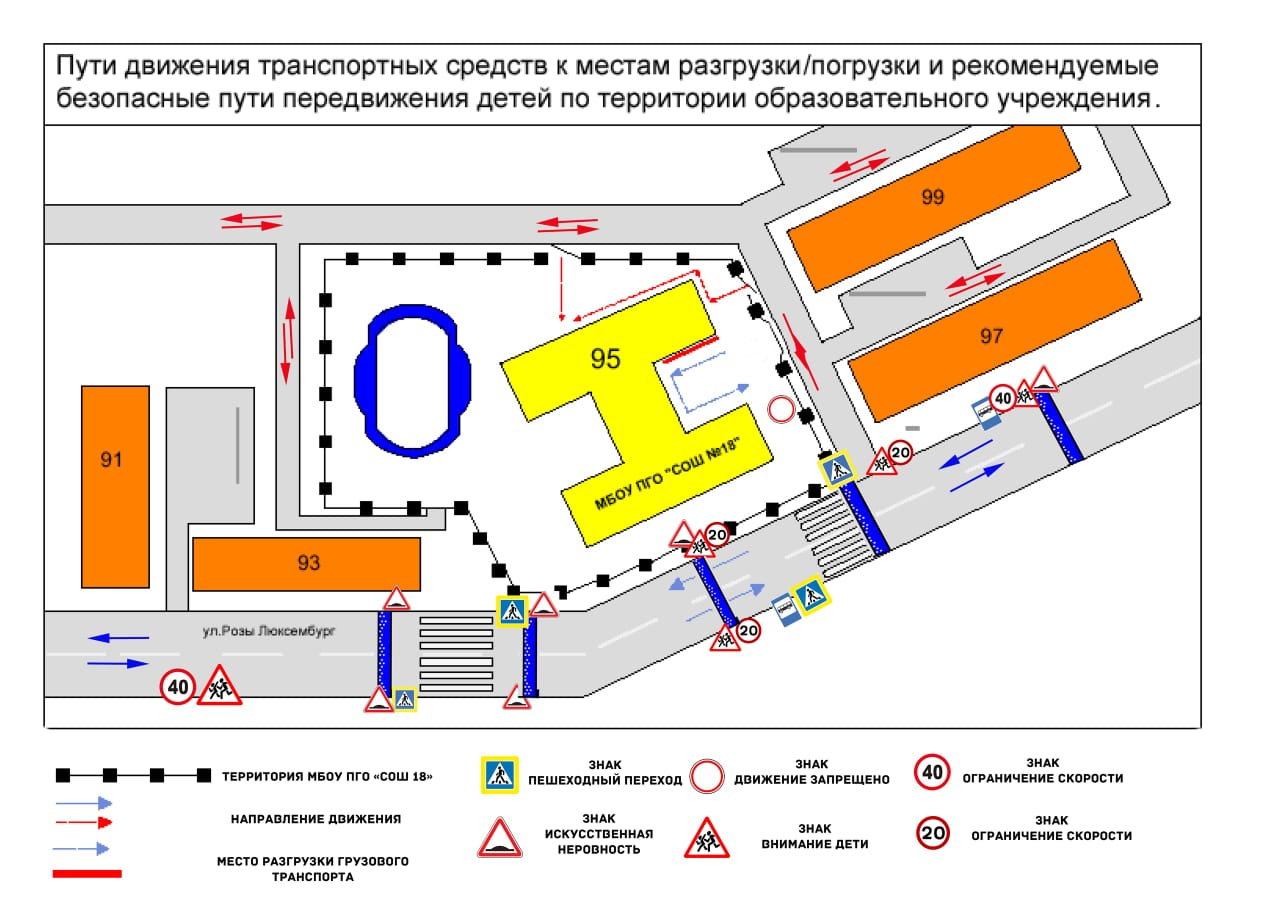 Пути движения транспортных средств к местам разгрузки/погрузки и рекомендуемые
безопасные пути передвижения детей по территории образовательного учреждения.
99
97
95
МБОУ ПГО "СОШ №18"
91
93
40
20
20
20
ул.Розы Люксембург
40
ТЕРРИТОРИЯ МБОУ ПГО «СОШ 18»
НАПРАВЛЕНИЕ ДВИЖЕНИЯ
МЕСТО РАЗГРУЗКИ ГРУЗОВОГО
ТРАНСПОРТА
ЗНАК
ПЕШЕХОДНЫЙ ПЕРЕХОД
ЗНАК
ИСКУССТВЕННАЯ
НЕРОВНОСТЬ
ЗНАК
ДВИЖЕНИЕ ЗАПРЕЩЕНО
ЗНАК
ВНИМАНИЕ ДЕТИ
40
ЗНАК
ОГРАНИЧЕНИЕ СКОРОСТИ
20
ЗНАК
ОГРАНИЧЕНИЕ СКОРОСТИ